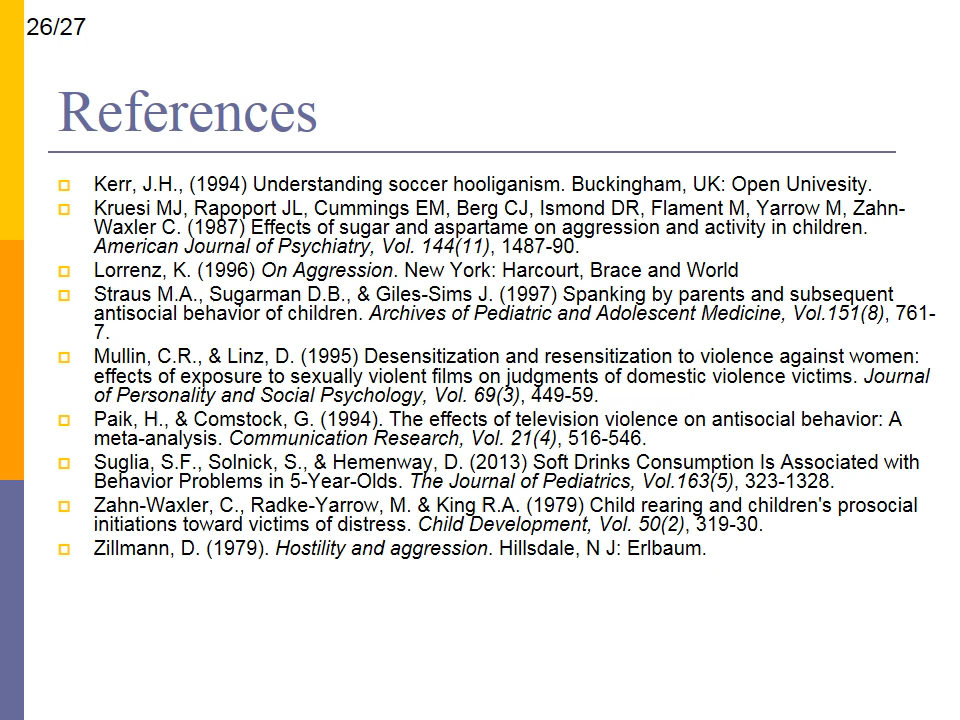 26/27
References
Kerr, J.H., (1994) Understanding soccer hooliganism. Buckingham, UK: Open Univesity.
Kruesi MJ, Rapoport JL, Cummings EM, Berg CJ, Ismond DR, Flament M, Yarrow M, Zahn-
Waxler C. (1987) Effects of sugar and aspartame on aggression and activity in children.
American Journal of Psychiatry, Vol. 144(11), 1487-90.
Lorrenz, K. (1996) On Aggression. New York: Harcourt, Brace and World
Straus M.A., Sugarman D.B., & Giles-Sims J. (1997) Spanking by parents and subsequent
antisocial behavior of children. Archives of Pediatric and Adolescent Medicine, Vol.151(8), 761-
7.
Mullin, C.R., & Linz, D. (1995) Desensitization and resensitization to violence against women:
effects of exposure to sexually violent films on judgments of domestic violence victims. Journal
of Personality and Social Psychology, Vol. 69(3), 449-59.
Paik, H., & Comstock, G. (1994). The effects of television violence on antisocial behavior: A
meta-analysis. Communication Research, Vol. 21(4), 516-546.
Suglia, S.F., Solnick, S., & Hemenway, D. (2013) Soft Drinks Consumption Is Associated with
Behavior Problems in 5-Year-Olds. The Journal of Pediatrics, Vol.163(5), 323-1328.
Zahn-Waxler, C., Radke-Yarrow, M. & King R.A. (1979) Child rearing and children's prosocial
initiations toward victims of distress. Child Development, Vol. 50(2), 319-30.
Zillmann, D. (1979). Hostility and aggression. Hillsdale, N J: Erlbaum.